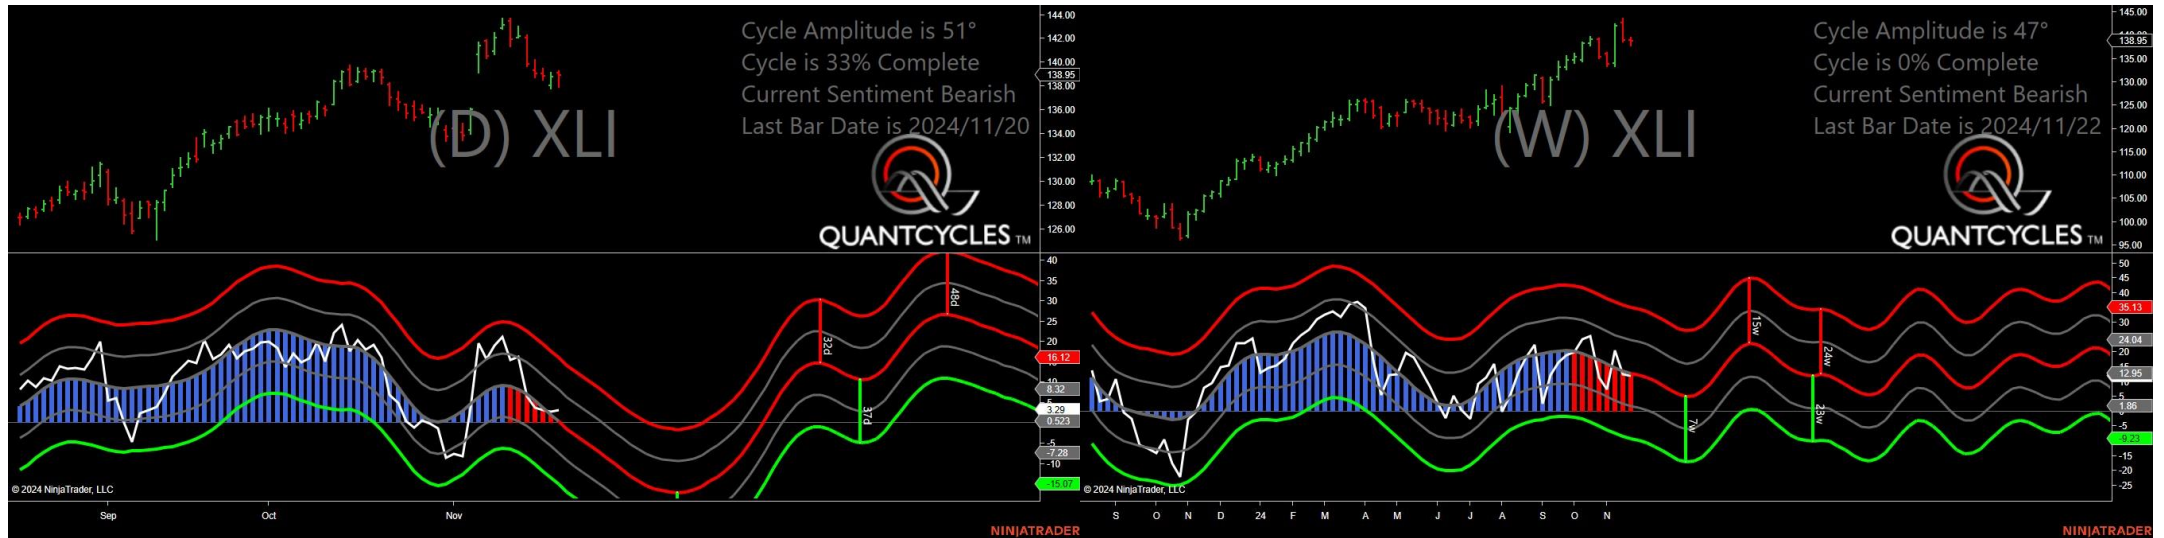 Cycle Amplitude is 51°
Cycle is 33% Complete
Current Sentiment Bearish
Last Bar Date is 2024/11/20
(D) XLI
QUANTCYCLES TM
144.00
142.00
140.00
138.95
138.00
136.00
134.00
132.00
130.00
128.00
126.00
32d
37d
48d
40
35
30
25
20
16.12
10
8.32
5
3.29
0.523
-5
-7.28
-10
-15.07
© 2024 NinjaTrader, LLC
Sep Oct Nov
NINJATRADER
Cycle Amplitude is 47°
Cycle is 0% Complete
Current Sentiment Bearish
Last Bar Date is 2024/11/22
(W) XLI
QUANTCYCLES TM
145.00
138.95
135.00
130.00
125.00
120.00
115.00
110.00
105.00
100.00
95.00
7w
15w
23w
24w
50
45
40
35.13
30
24.04
20
12.95
5
1.86
-5
-9.23
-15
-20
-25
© 2024 NinjaTrader, LLC
S O N D 24 F M A M J J A S O N
NINJATRADER